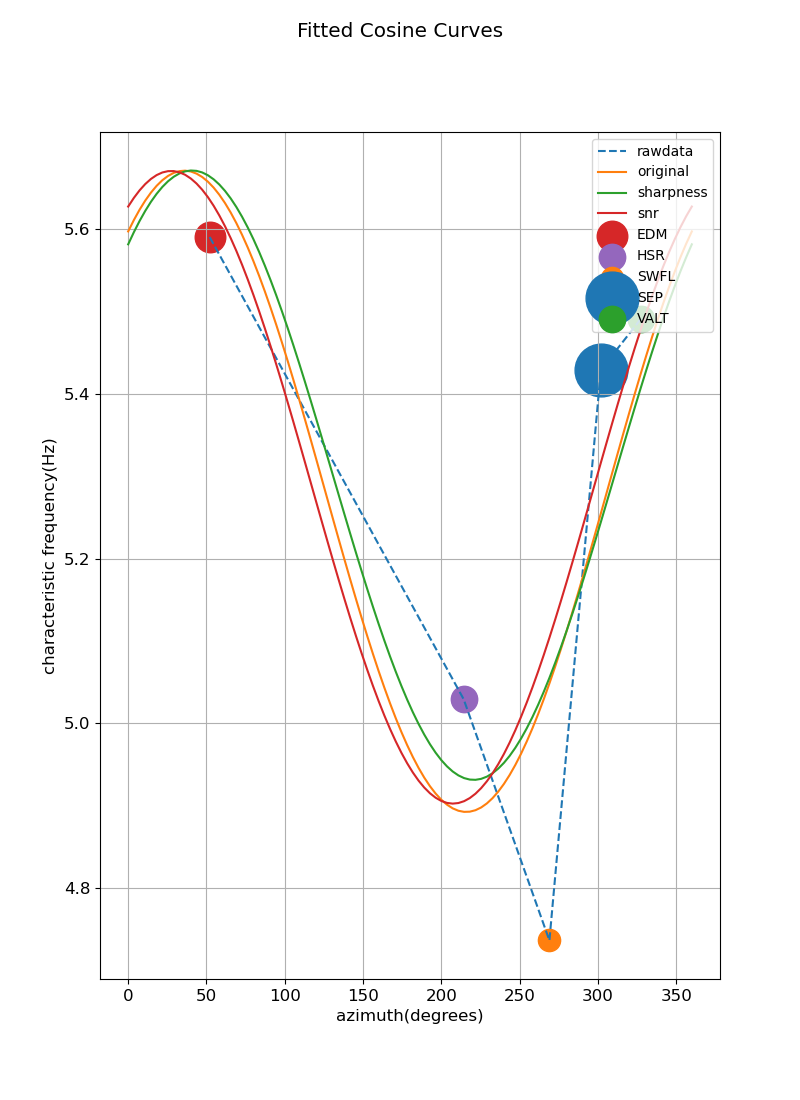 Fitted Cosine Curves
rawdata
original
sharpness
snr
EDM
HSR
SWFL
SEP
VALT
characteristic frequency(Hz)
5.6
5.4
5.2
5.0
4.8
0 50 100 150 200 250 300 350
azimuth(degrees)